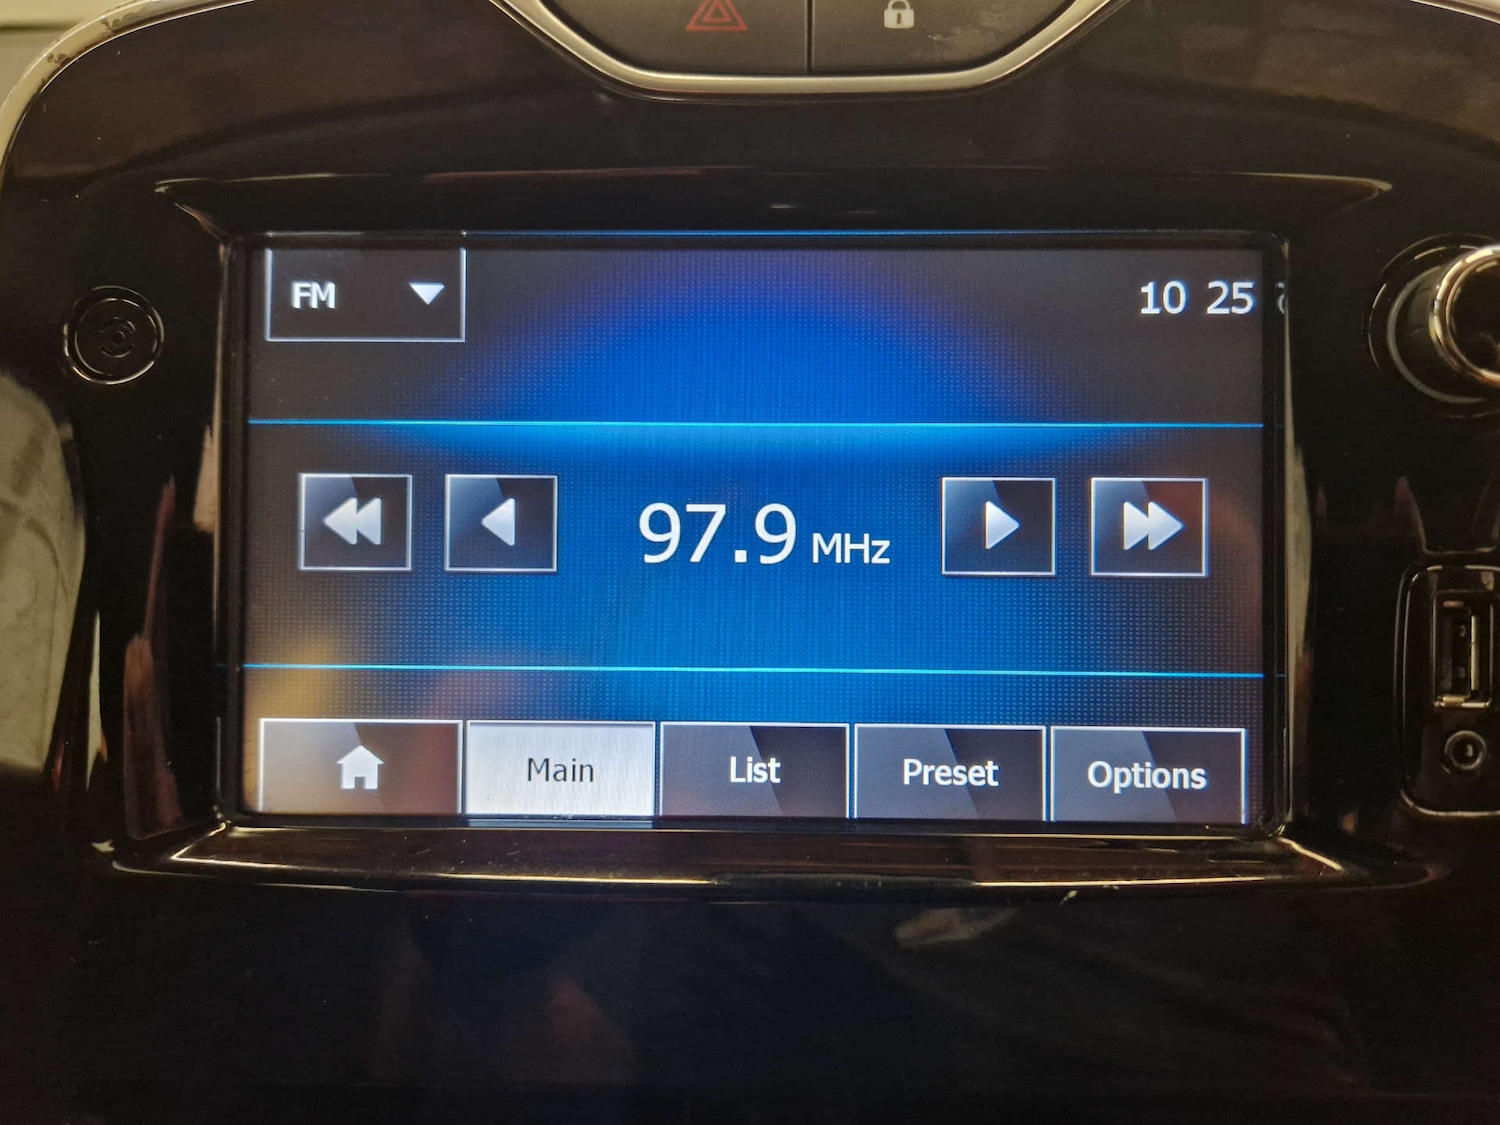 FM 10 25
97.9 MHz
Main List Preset Options